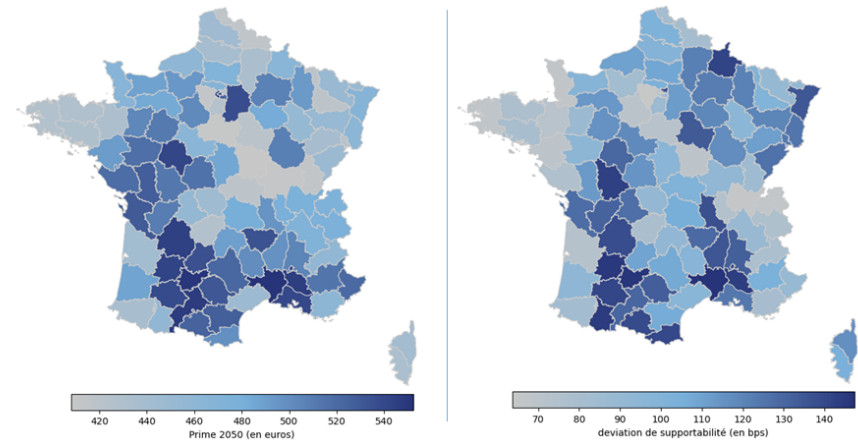 420 440 460 480 500 520 540
Prime 2050 (en euros)
70 80 90 100 110 120 130 140
deviation de supportabilité (en bps)